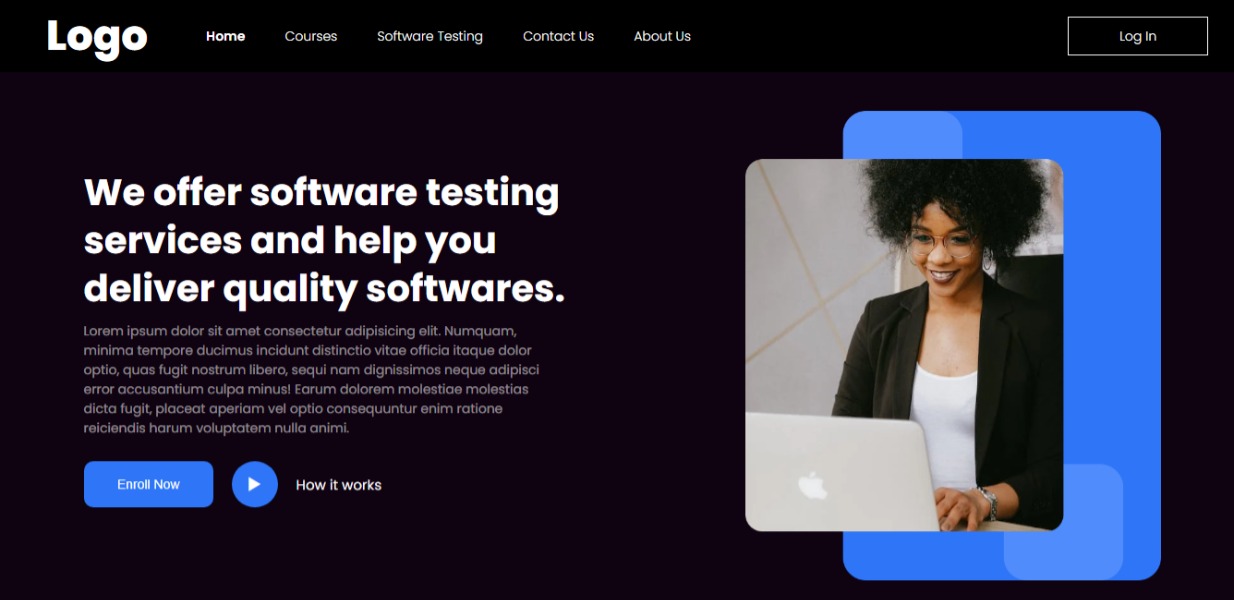 Logo
Home
Courses
Software Testing
Contact Us
About Us
Log In
We offer software testing
services and help you
deliver quality softwares.
Lorem ipsum dolor sit amet consectetur adipisicing elit. Numquam,
minima tempore ducimus incidunt distinctio vitae officia itaque dolor
optio, quas fugit nostrum libero, sequi nam dignissimos neque adipisci
error accusantium culpa minus! Earum dolorem molestiae molestias
dicta fugit, placeat aperiam vel optio consequuntur enim ratione
reiciendis harum voluptatem nulla animi.
Enroll Now
How it works